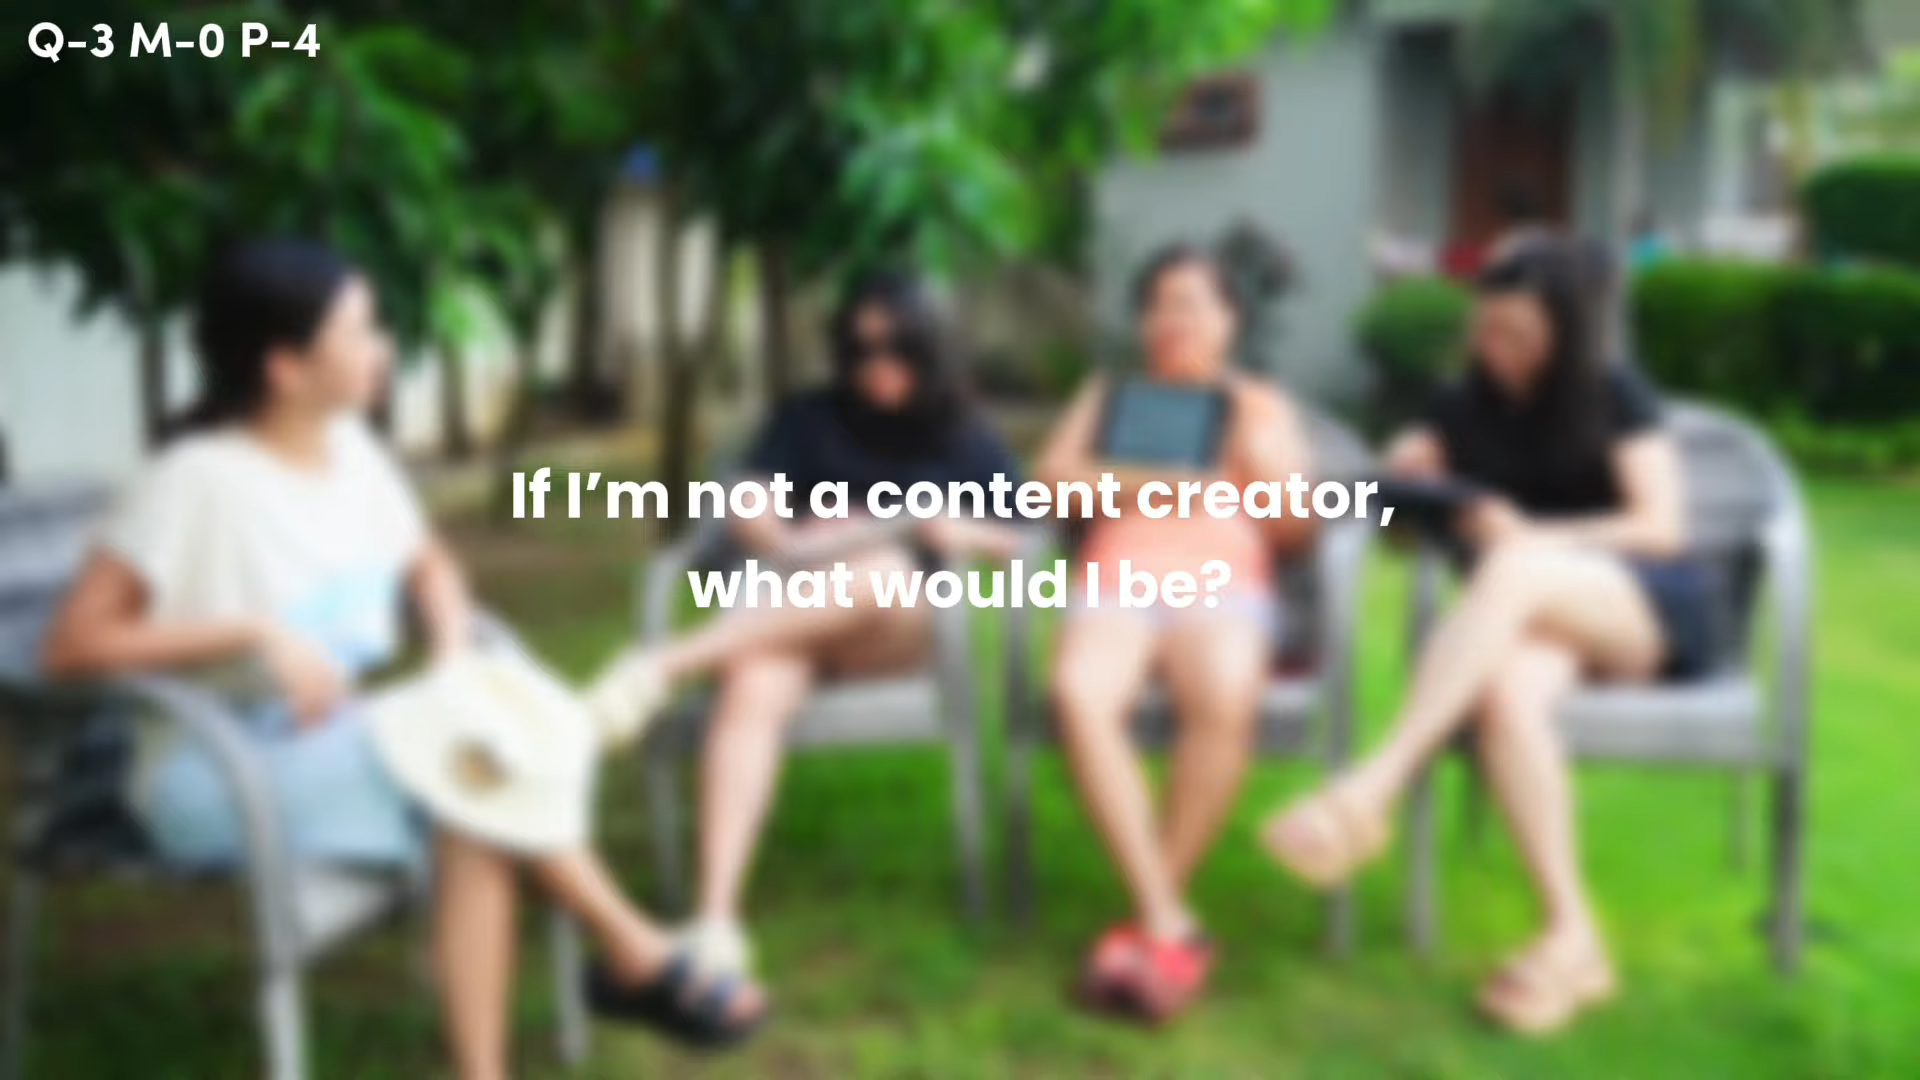 Q-3 M-0 P-4
If I’m not a content creator,
what would I be?